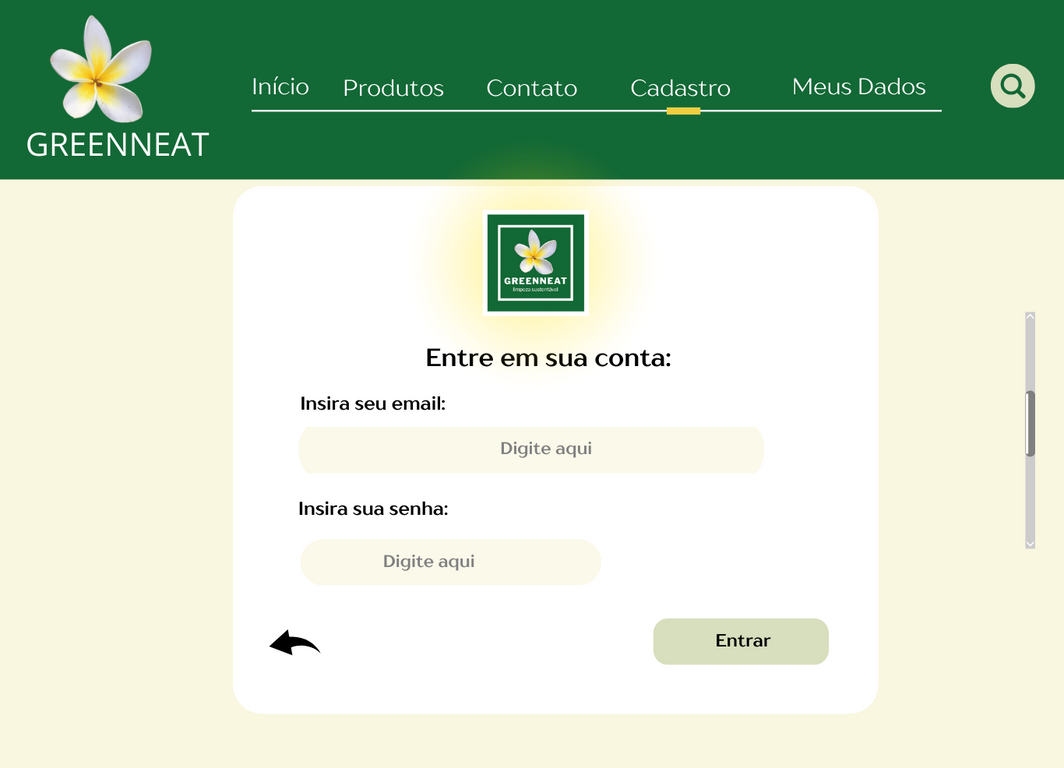 GREENNEAT
Início Produtos Contato Cadastro Meus Dados
GREENNEAT
limpeza sustentável
Entre em sua conta:
Insira seu email:
Digite aqui
Insira sua senha:
Digite aqui
Entrar